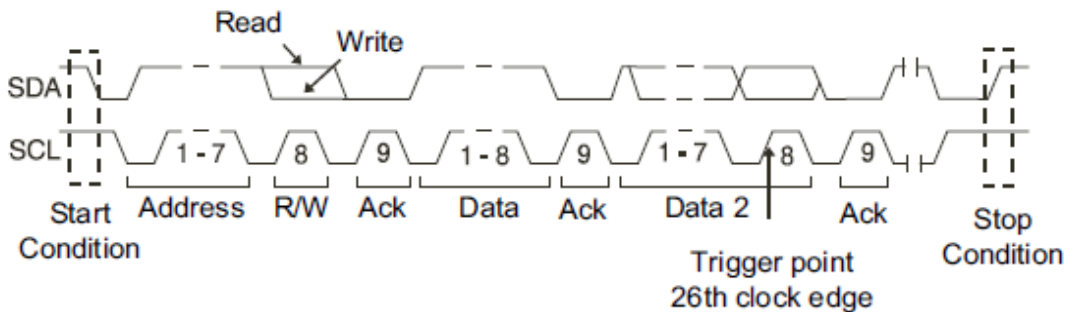 Read
Write
SDA
SCL
1 - 7 8 9 1 - 8 9 1 - 7 8 9
Address R/W Ack Data Ack Data 2 Ack
Start
Condition
Stop
Condition
Trigger point
26th clock edge